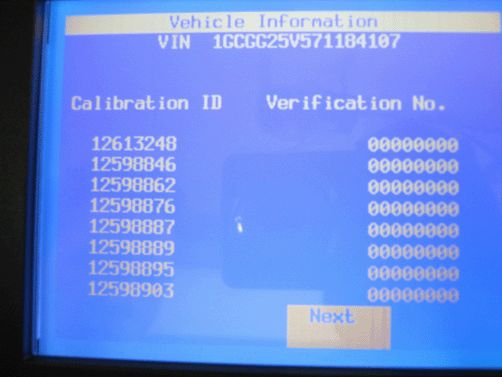 Vehicle Information
VIN 1GCGG25V571184107
Calibration ID Verification No.
12613248 00000000
12598846 00000000
12598862 00000000
12598876 00000000
12598887 00000000
12598889 00000000
12598895 00000000
12598903 00000000
Next